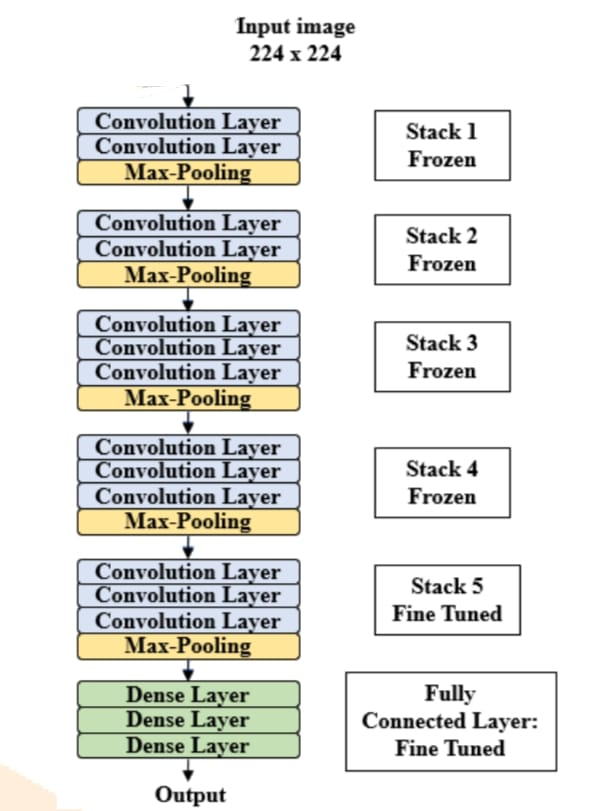 Input image
224 x 224
Convolution Layer
Convolution Layer
Max-Pooling
Stack 1
Frozen
Convolution Layer
Convolution Layer
Max-Pooling
Stack 2
Frozen
Convolution Layer
Convolution Layer
Convolution Layer
Max-Pooling
Stack 3
Frozen
Convolution Layer
Convolution Layer
Convolution Layer
Max-Pooling
Stack 4
Frozen
Convolution Layer
Convolution Layer
Convolution Layer
Max-Pooling
Stack 5
Fine Tuned
Dense Layer
Dense Layer
Dense Layer
Fully
Connected Layer:
Fine Tuned
Output